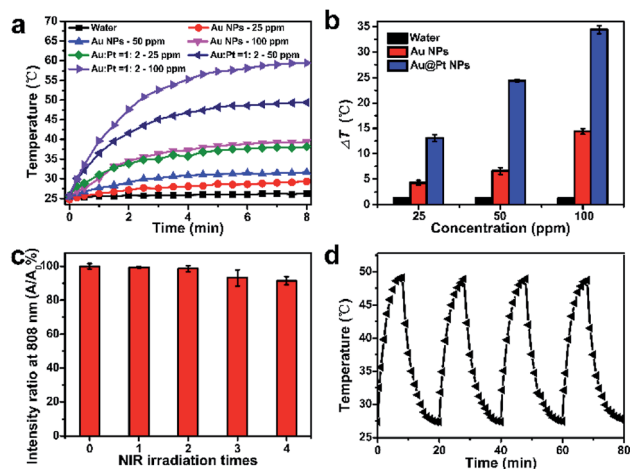 a
Water
Au NPs - 25 ppm
Au NPs - 50 ppm
Au NPs - 100 ppm
Au:Pt =1: 2 - 25 ppm
Au:Pt =1: 2 - 50 ppm
Au:Pt =1: 2 - 100 ppm
Temperature (℃)
65
60
55
50
45
40
35
30
25
0
2
4
6
8
Time (min)
b
Water
Au NPs
Au@Pt NPs
ΔT (℃)
40
35
30
25
20
15
10
5
0
25
50
100
Concentration (ppm)
c
Intensity ratio at 808 nm (A/A0%)
120
100
80
60
40
20
0
0
1
2
3
4
NIR irradiation times
d
Temperature (℃)
50
45
40
35
30
25
0
20
40
60
80
Time (min)